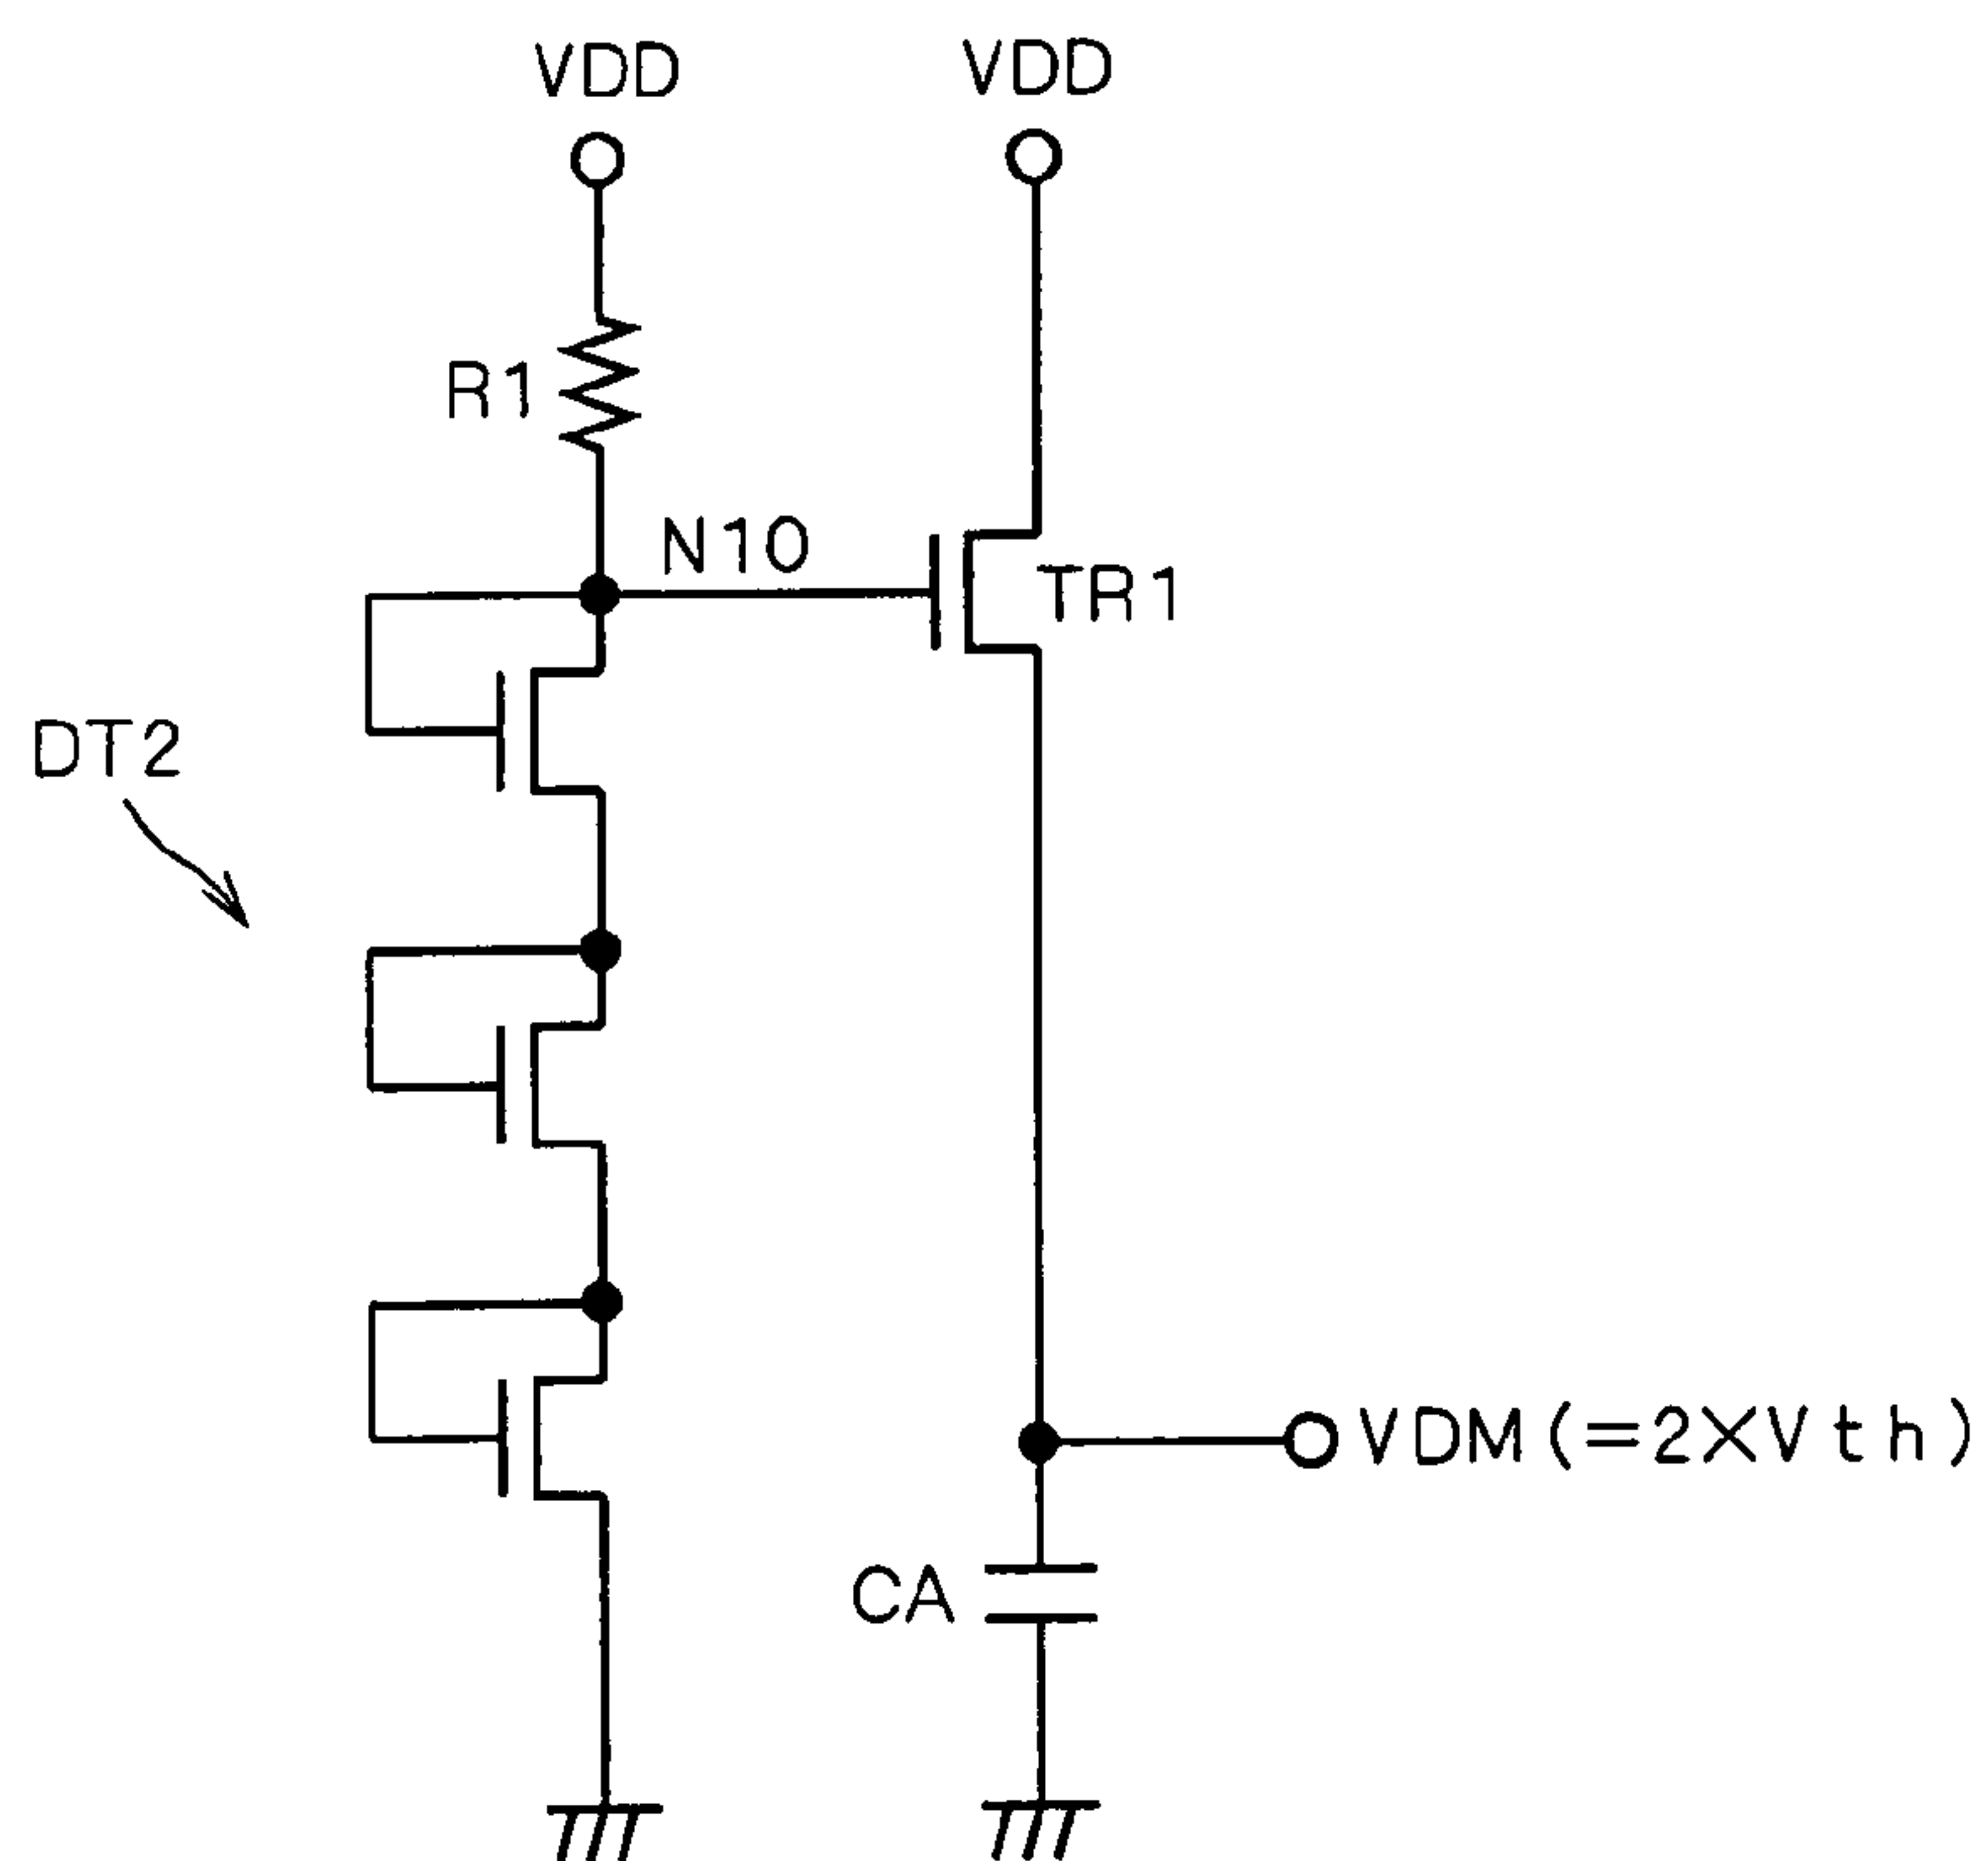 VDD
VDD
R1
N10
TR1
DT2
VDM(=2×Vth)
CA